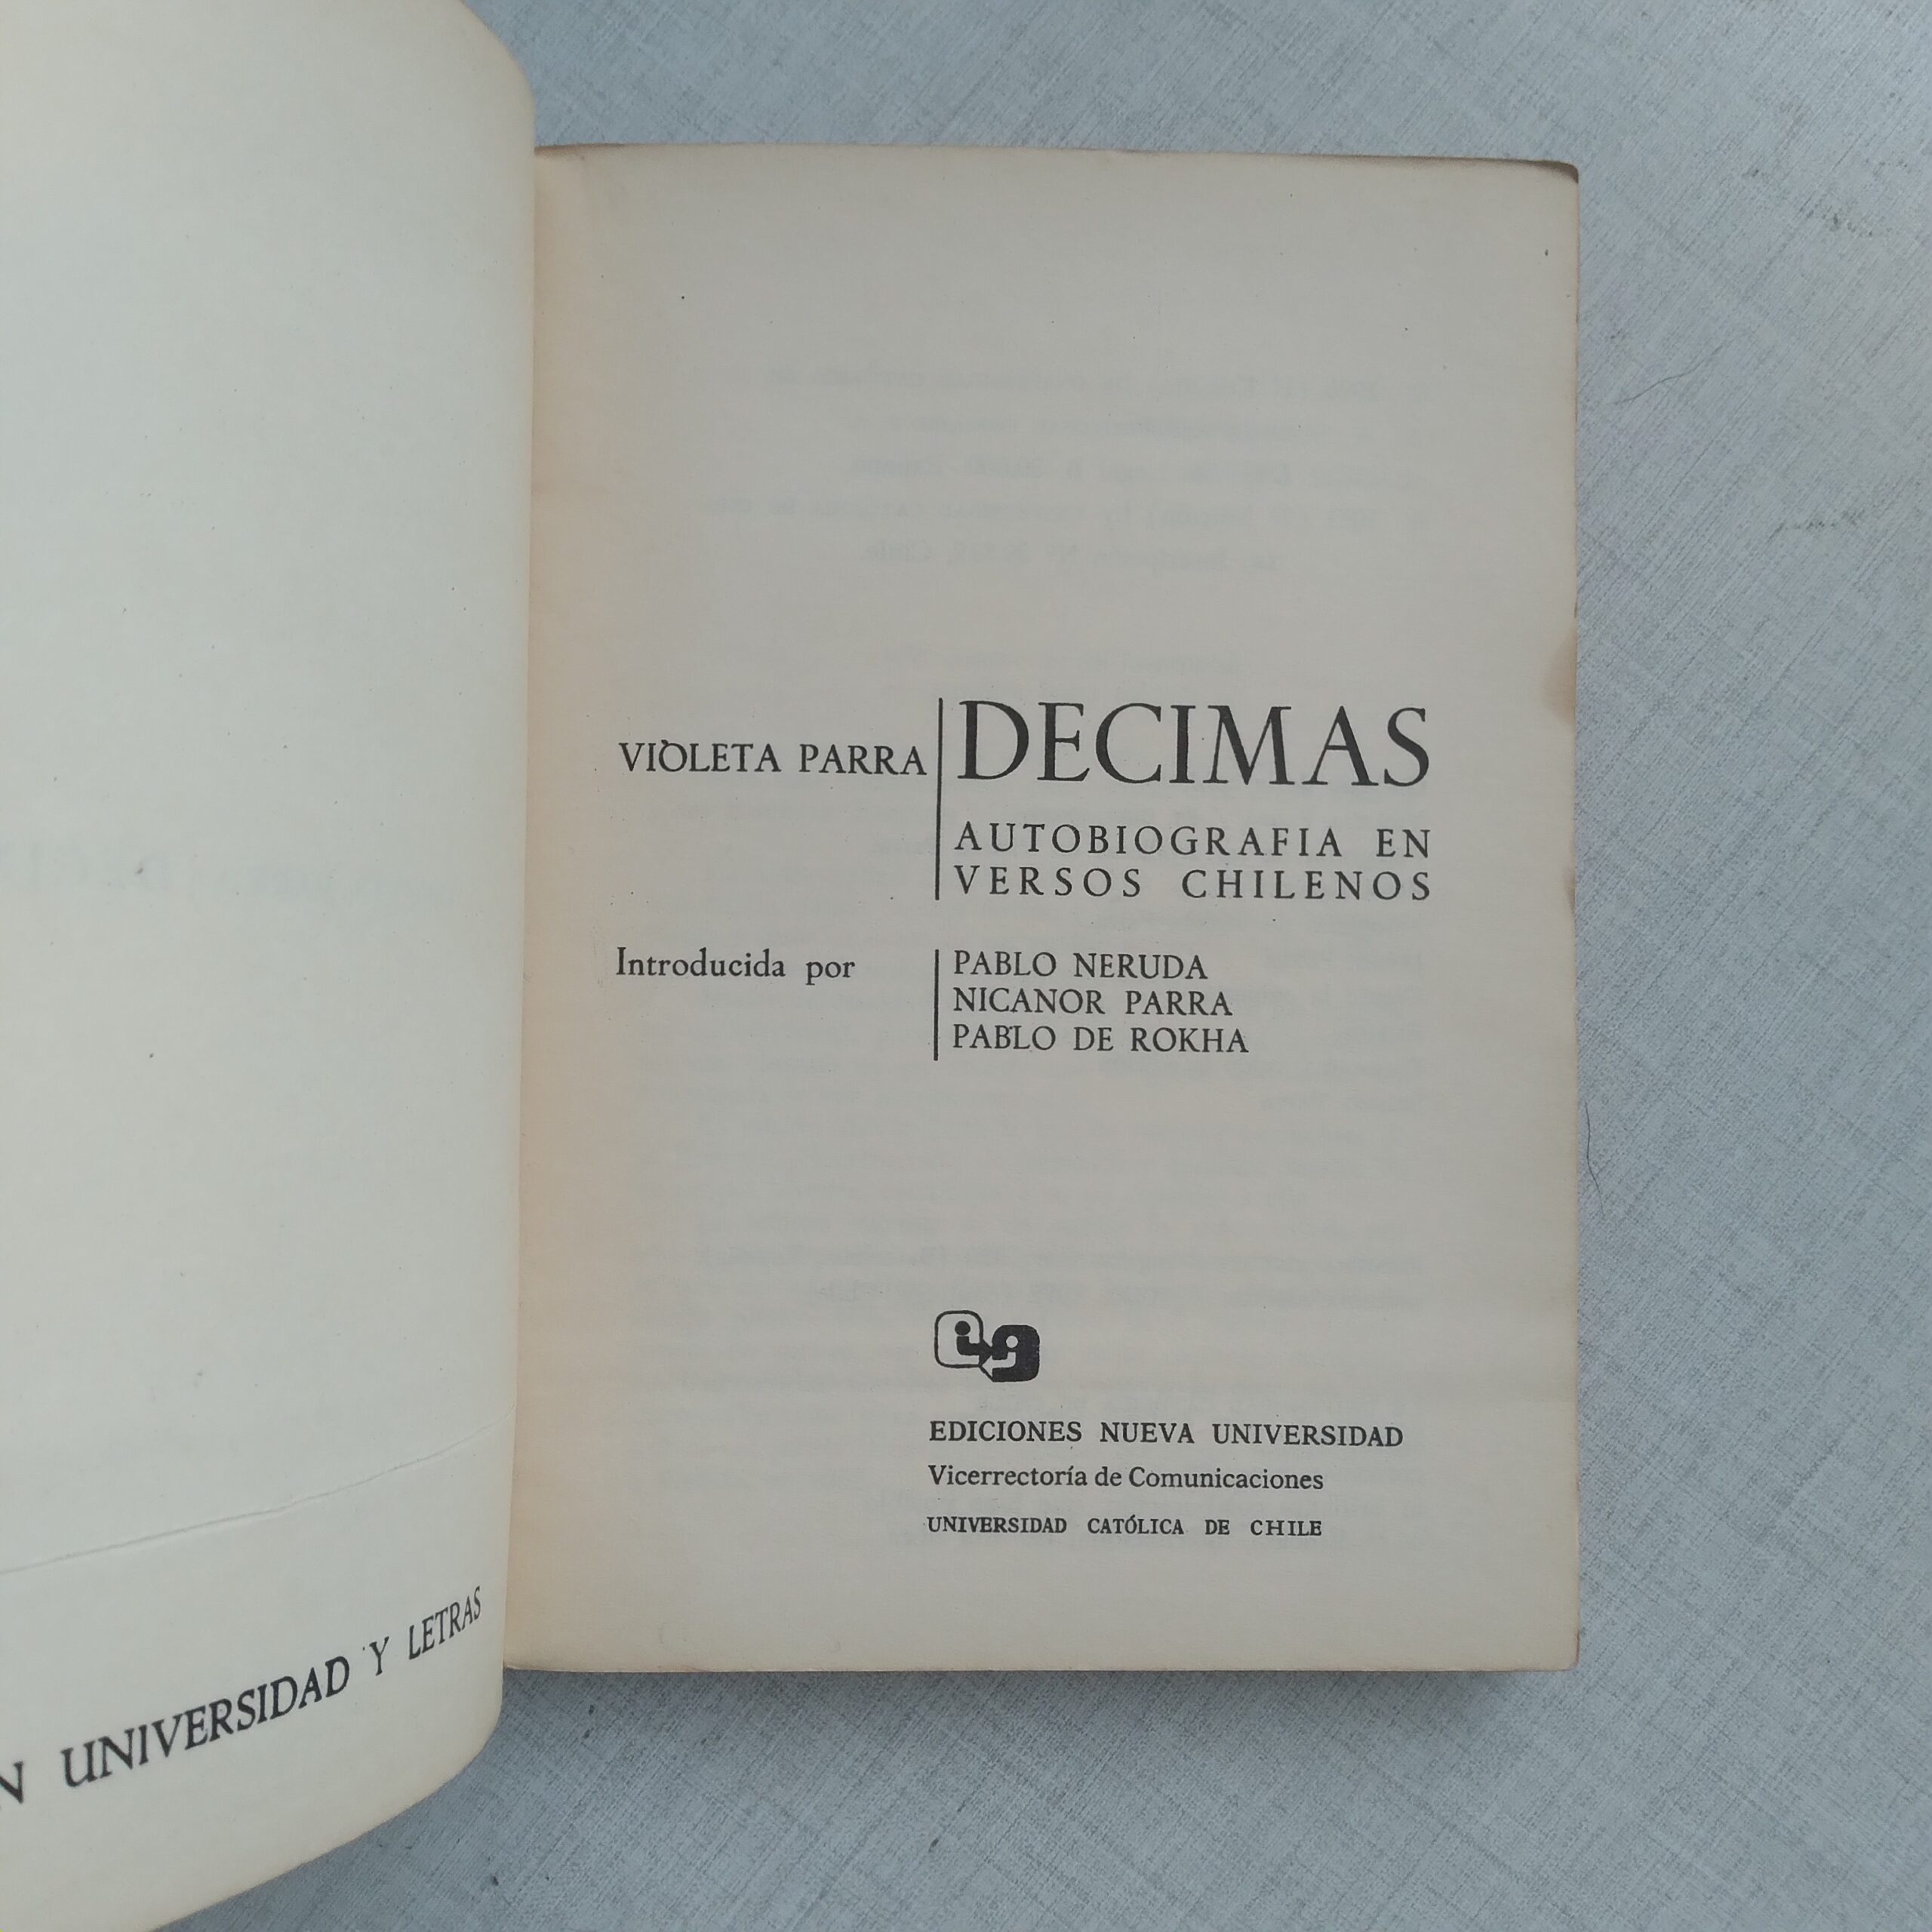 N UNIVERSIDAD Y LETRAS
VIOLETA PARRA
DECIMAS
AUTOBIOGRAFIA EN
VERSOS CHILENOS
Introducida por
PABLO NERUDA
NICANOR PARRA
PABLO DE ROKHA
EDICIONES NUEVA UNIVERSIDAD
Vicerrectoría de Comunicaciones
UNIVERSIDAD CATÓLICA DE CHILE